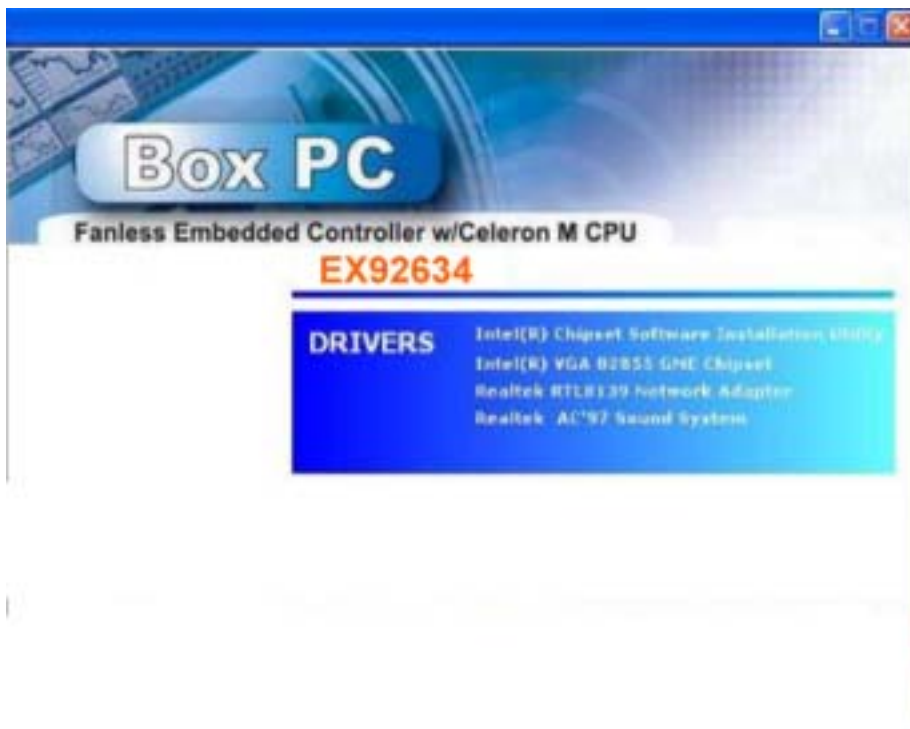 Box PC
Fanless Embedded Controller w/Celeron M CPU
EX92634
DRIVERS
Intel(R) Chipset Software Installation Utility
Intel(R) VGA 82855 GME Chipset
Realtek RTL8139 Network Adapter
Realtek AC'97 Sound System